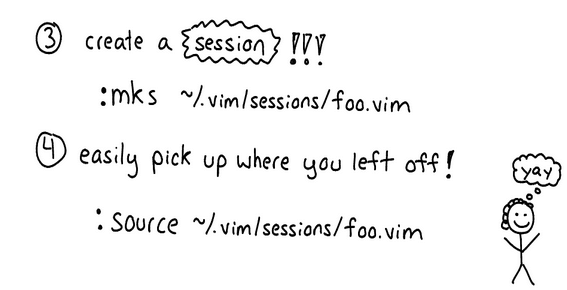 ③ create a session !!!
:mks ~/.vim/sessions/foo.vim
④ easily pick up where you left off!
:source ~/.vim/sessions/foo.vim
yay